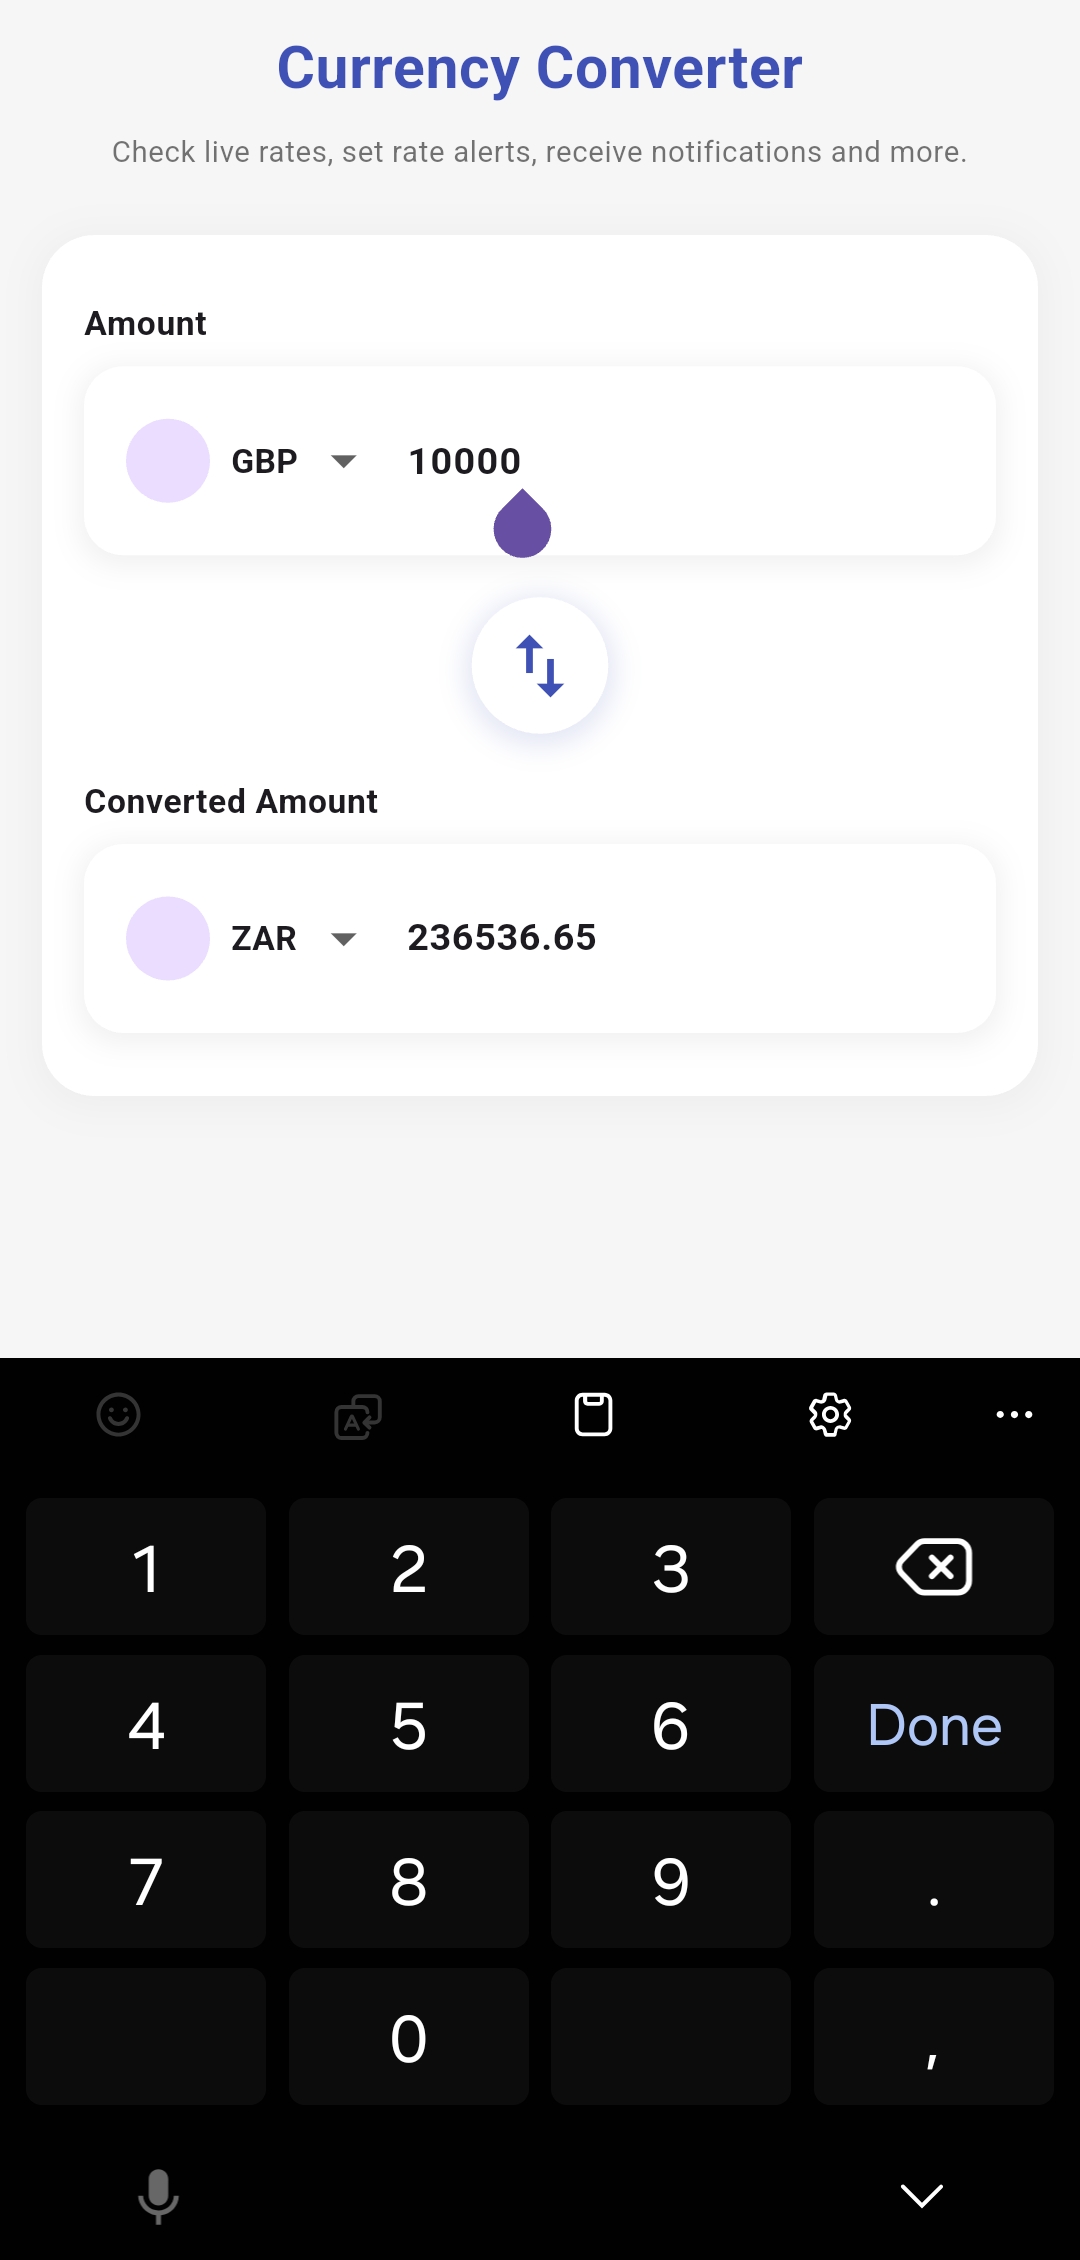 Currency Converter
Check live rates, set rate alerts, receive notifications and more.
Amount
GBP 10000
Converted Amount
ZAR 236536.65
1 2 3
4 5 6 Done
7 8 9 .
0 ,